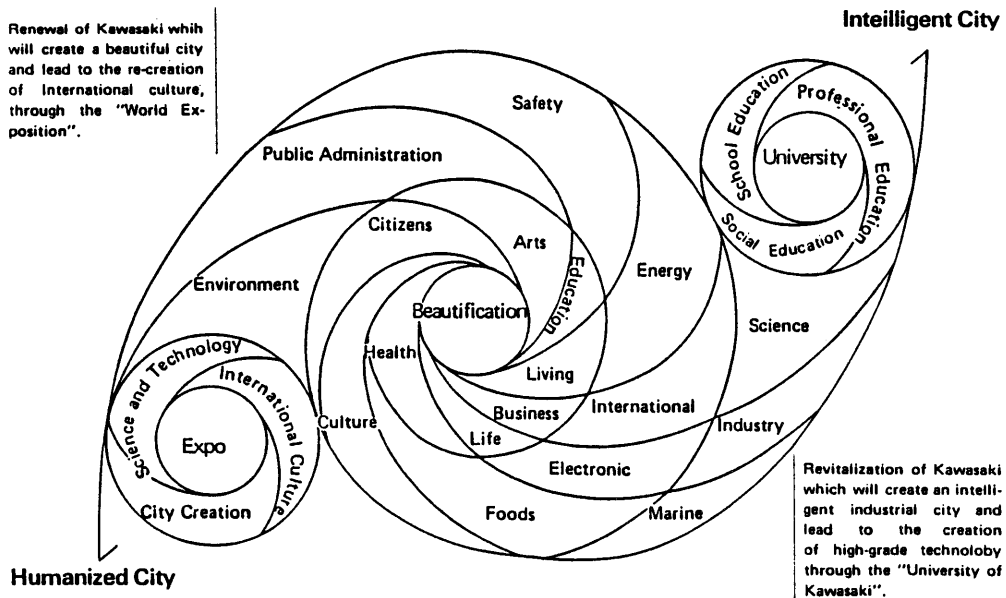 Renewal of Kawasaki whih
will create a beautiful city
and lead to the re-creation
of International culture,
through the "World Ex-
position".
Inteilligent City
Safety
Public Administration
School Education
Professional Education
University
Social Education
Citizens
Arts
Education
Energy
Environment
Beautification
Science
Health
Living
Science and Technology
International Culture
Expo
City Creation
Culture
Business
International
Life
Industry
Electronic
Foods
Marine
Humanized City
Revitalization of Kawasaki
which will create an intelli-
gent industrial city and
lead to the creation
of high-grade technoloby
through the "University of
Kawasaki".